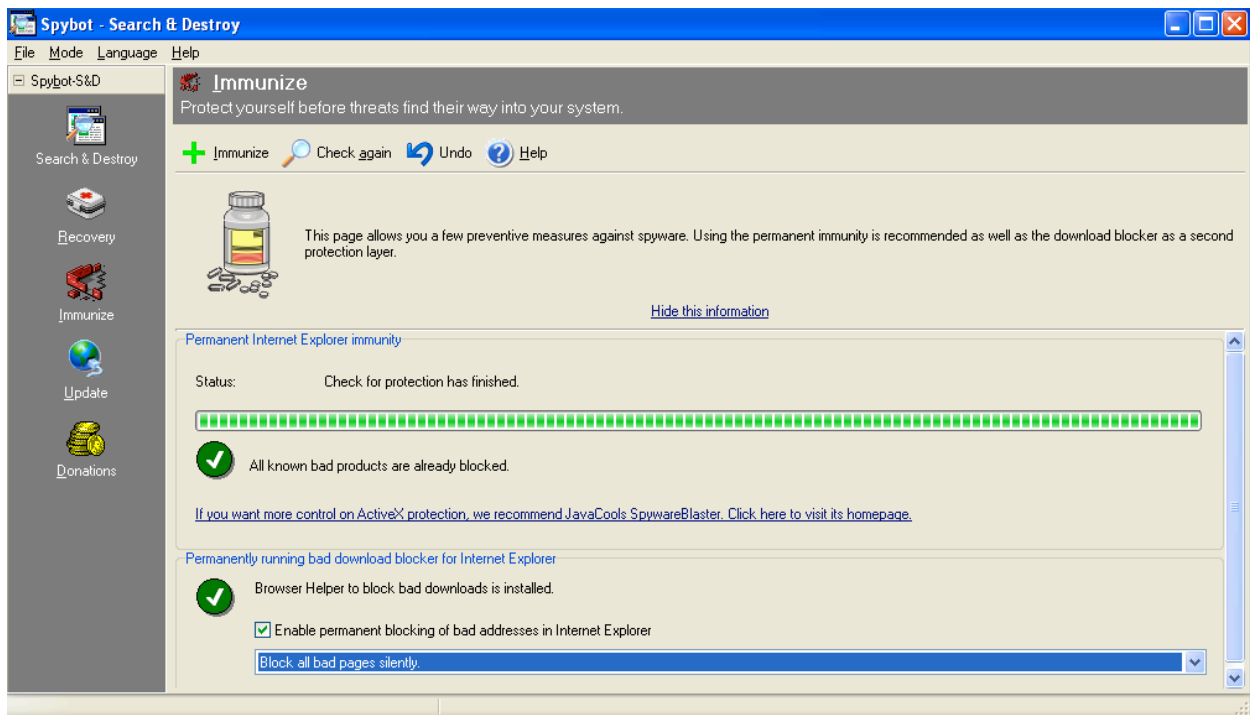 Spybot - Search & Destroy
File Mode Language Help
Spybot-S&D
Search & Destroy
Recovery
Immunize
Update
Donations
Immunize
Protect yourself before threats find their way into your system.
Immunize Check again Undo Help
This page allows you a few preventive measures against spyware. Using the permanent immunity is recommended as well as the download blocker as a second
protection layer.
Hide this information
Permanent Internet Explorer immunity
Status: Check for protection has finished.
All known bad products are already blocked.
If you want more control on ActiveX protection, we recommend JavaCools SpywareBlaster. Click here to visit its homepage.
Permanently running bad download blocker for Internet Explorer
Browser Helper to block bad downloads is installed.
Enable permanent blocking of bad addresses in Internet Explorer
Block all bad pages silently.